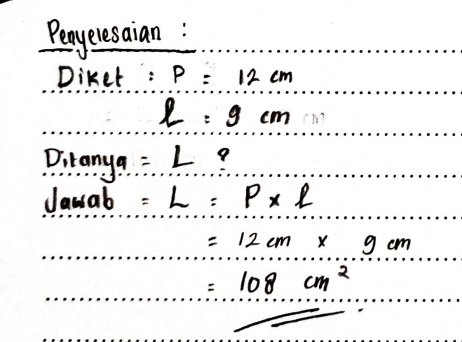 Penyelesaian :
Diket : P = 12 cm
l = 9 cm
Ditanya = L ?
Jawab = L = P x l
= 12 cm x 9 cm
= 108 cm²